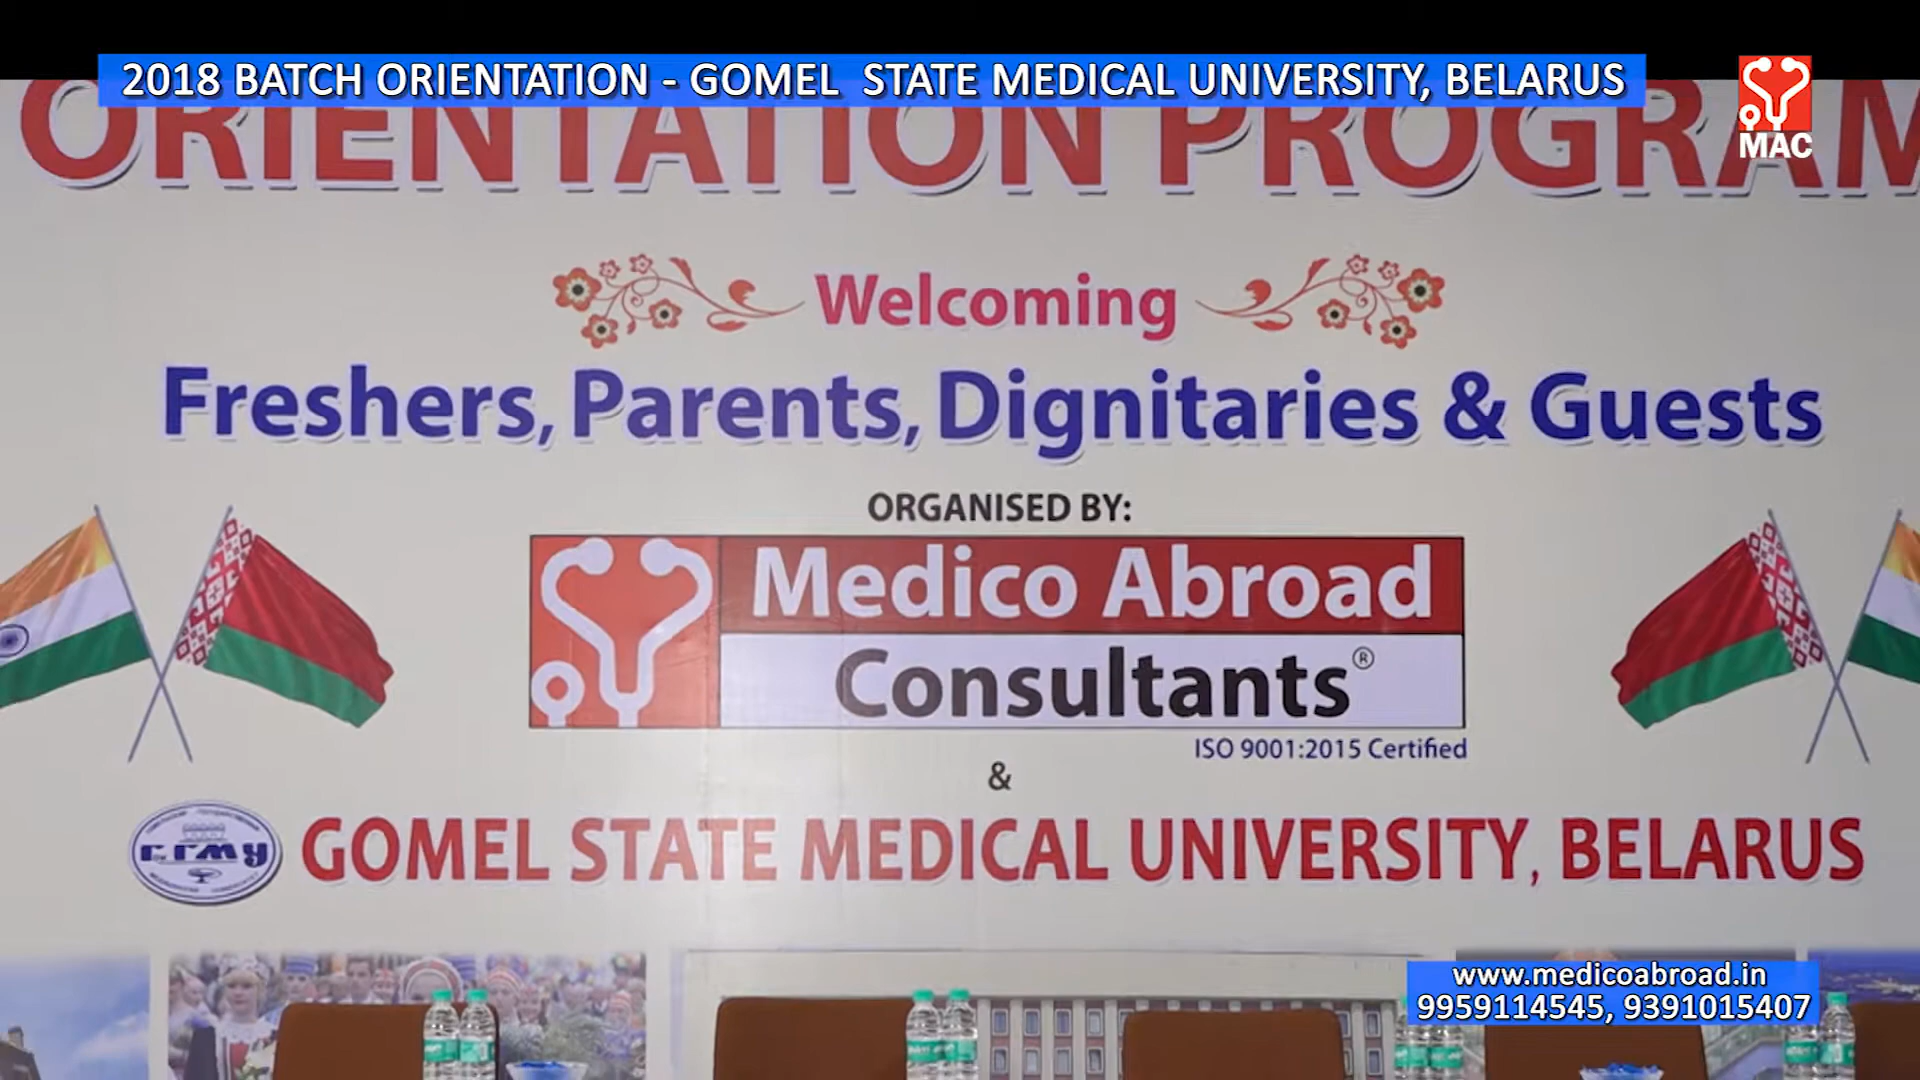 2018 BATCH ORIENTATION - GOMEL STATE MEDICAL UNIVERSITY, BELARUS
MAC
ORIENTATION PROGRAM
Welcoming
Freshers, Parents, Dignitaries & Guests
ORGANISED BY:
Medico Abroad
Consultants®
ISO 9001:2015 Certified
&
ГГМУ
GOMEL STATE MEDICAL UNIVERSITY, BELARUS
www.medicoabroad.in
9959114545, 9391015407